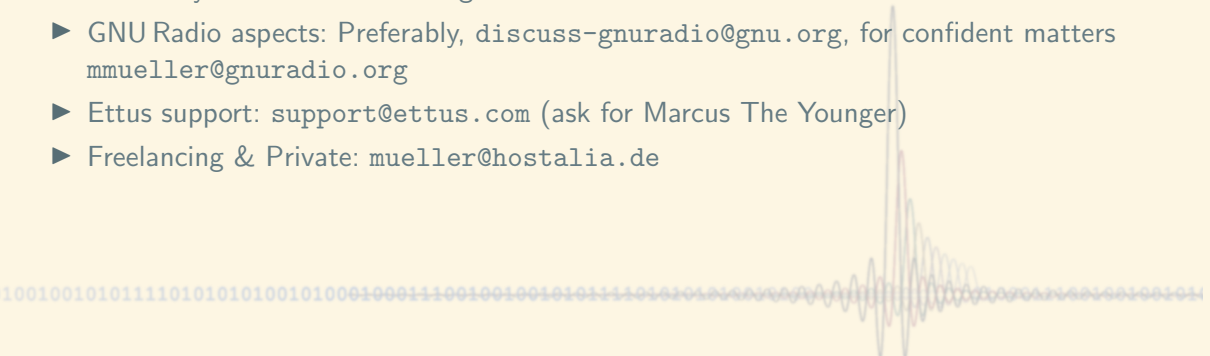 ▶ GNU Radio aspects: Preferably, discuss-gnuradio@gnu.org, for confident matters
mmueller@gnuradio.org
▶ Ettus support: support@ettus.com (ask for Marcus The Younger)
▶ Freelancing & Private: mueller@hostalia.de